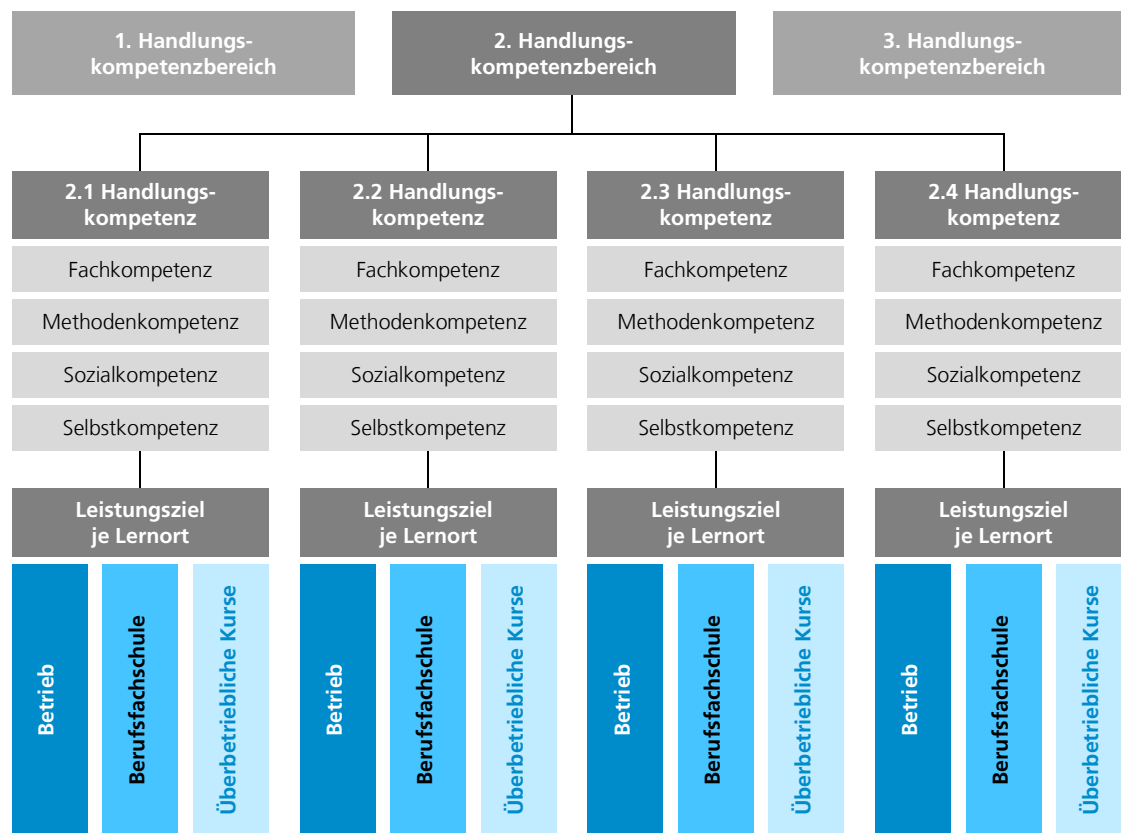 1. Handlungs-
kompetenzbereich
2. Handlungs-
kompetenzbereich
3. Handlungs-
kompetenzbereich
2.1 Handlungs-
kompetenz
2.2 Handlungs-
kompetenz
2.3 Handlungs-
kompetenz
2.4 Handlungs-
kompetenz
Fachkompetenz
Fachkompetenz
Fachkompetenz
Fachkompetenz
Methodenkompetenz
Methodenkompetenz
Methodenkompetenz
Methodenkompetenz
Sozialkompetenz
Sozialkompetenz
Sozialkompetenz
Sozialkompetenz
Selbstkompetenz
Selbstkompetenz
Selbstkompetenz
Selbstkompetenz
Leistungsziel
je Lernort
Leistungsziel
je Lernort
Leistungsziel
je Lernort
Leistungsziel
je Lernort
Betrieb
Berufsfachschule
Überbetriebliche Kurse
Betrieb
Berufsfachschule
Überbetriebliche Kurse
Betrieb
Berufsfachschule
Überbetriebliche Kurse
Betrieb
Berufsfachschule
Überbetriebliche Kurse